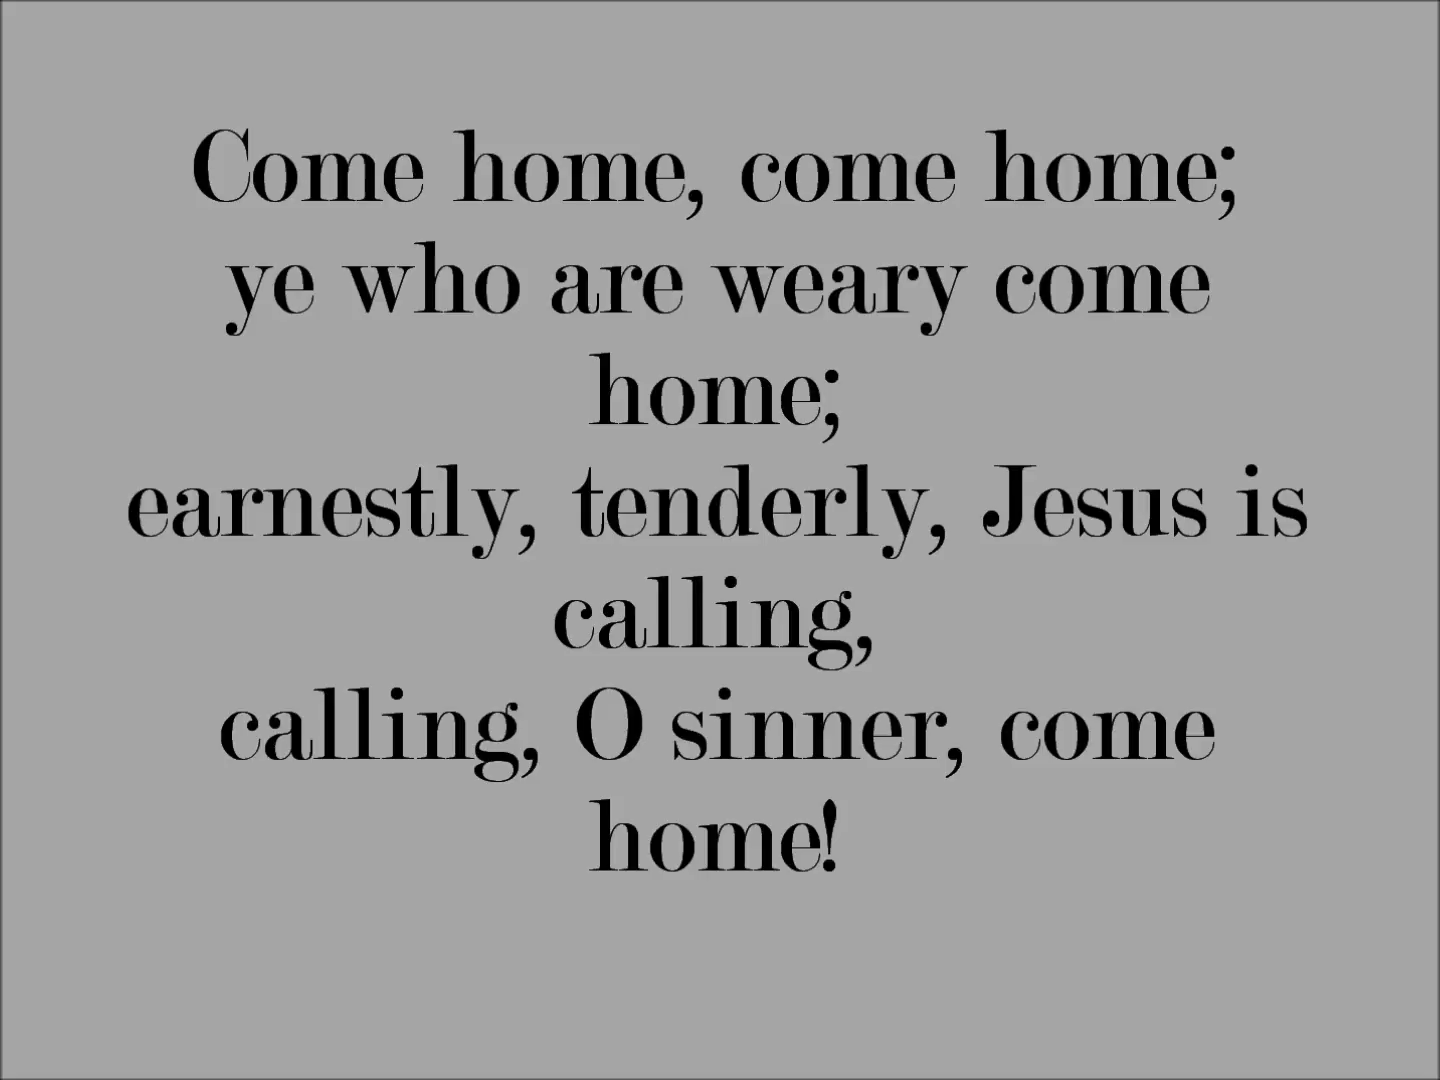 Come home, come home;
ye who are weary come
home;
earnestly, tenderly, Jesus is
calling,
calling, O sinner, come
home!